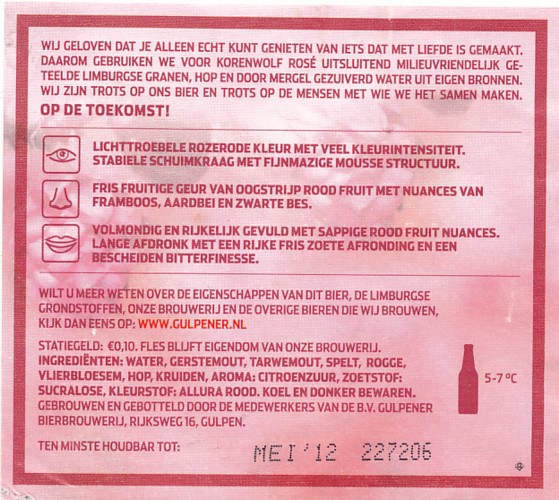 WIJ GELOVEN DAT JE ALLEEN ECHT KUNT GENIETEN VAN IETS DAT MET LIEFDE IS GEMAAKT.
DAAROM GEBRUIKEN WE VOOR KORENWOLF ROSÉ UITSLUITEND MILIEUVRIENDELIJK GE-
TEELDE LIMBURGSE GRANEN, HOP EN DOOR MERGEL GEZUIVERD WATER UIT EIGEN BRONNEN.
WIJ ZIJN TROTS OP ONS BIER EN TROTS OP DE MENSEN MET WIE WE HET SAMEN MAKEN.
OP DE TOEKOMST!
LICHTTROEBELE ROZERODE KLEUR MET VEEL KLEURINTENSITEIT.
STABIELE SCHUIMKRAAG MET FIJNMAZIGE MOUSSE STRUCTUUR.
FRIS FRUITIGE GEUR VAN OOGSTRIJP ROOD FRUIT MET NUANCES VAN
FRAMBOOS, AARDBEI EN ZWARTE BES.
VOLMONDIG EN RIJKELIJK GEVULD MET SAPPIGE ROOD FRUIT NUANCES.
LANGE AFDRONK MET EEN RIJKE FRIS ZOETE AFRONDING EN EEN
BESCHEIDEN BITTERFINESSE.
WILT U MEER WETEN OVER DE EIGENSCHAPPEN VAN DIT BIER, DE LIMBURGSE
GRONDSTOFFEN, ONZE BROUWERIJ EN DE OVERIGE BIEREN DIE WIJ BROUWEN,
KIJK DAN EENS OP: WWW.GULPENER.NL
STATIEGELD: €0,10. FLES BLIJFT EIGENDOM VAN ONZE BROUWERIJ.
INGREDIËNTEN: WATER, GERSTEMOUT, TARWEMOUT, SPELT, ROGGE,
VLIERBLOESEM, HOP, KRUIDEN, AROMA: CITROENZUUR, ZOETSTOF:
SUCRALOSE, KLEURSTOF: ALLURA ROOD. KOEL EN DONKER BEWAREN.
GEBROUWEN EN GEBOTTELD DOOR DE MEDEWERKERS VAN DE B.V. GULPENER
BIERBROUWERIJ, RIJKSWEG 16, GULPEN.
5-7 ºC
TEN MINSTE HOUDBAR TOT: MEI'12 227206